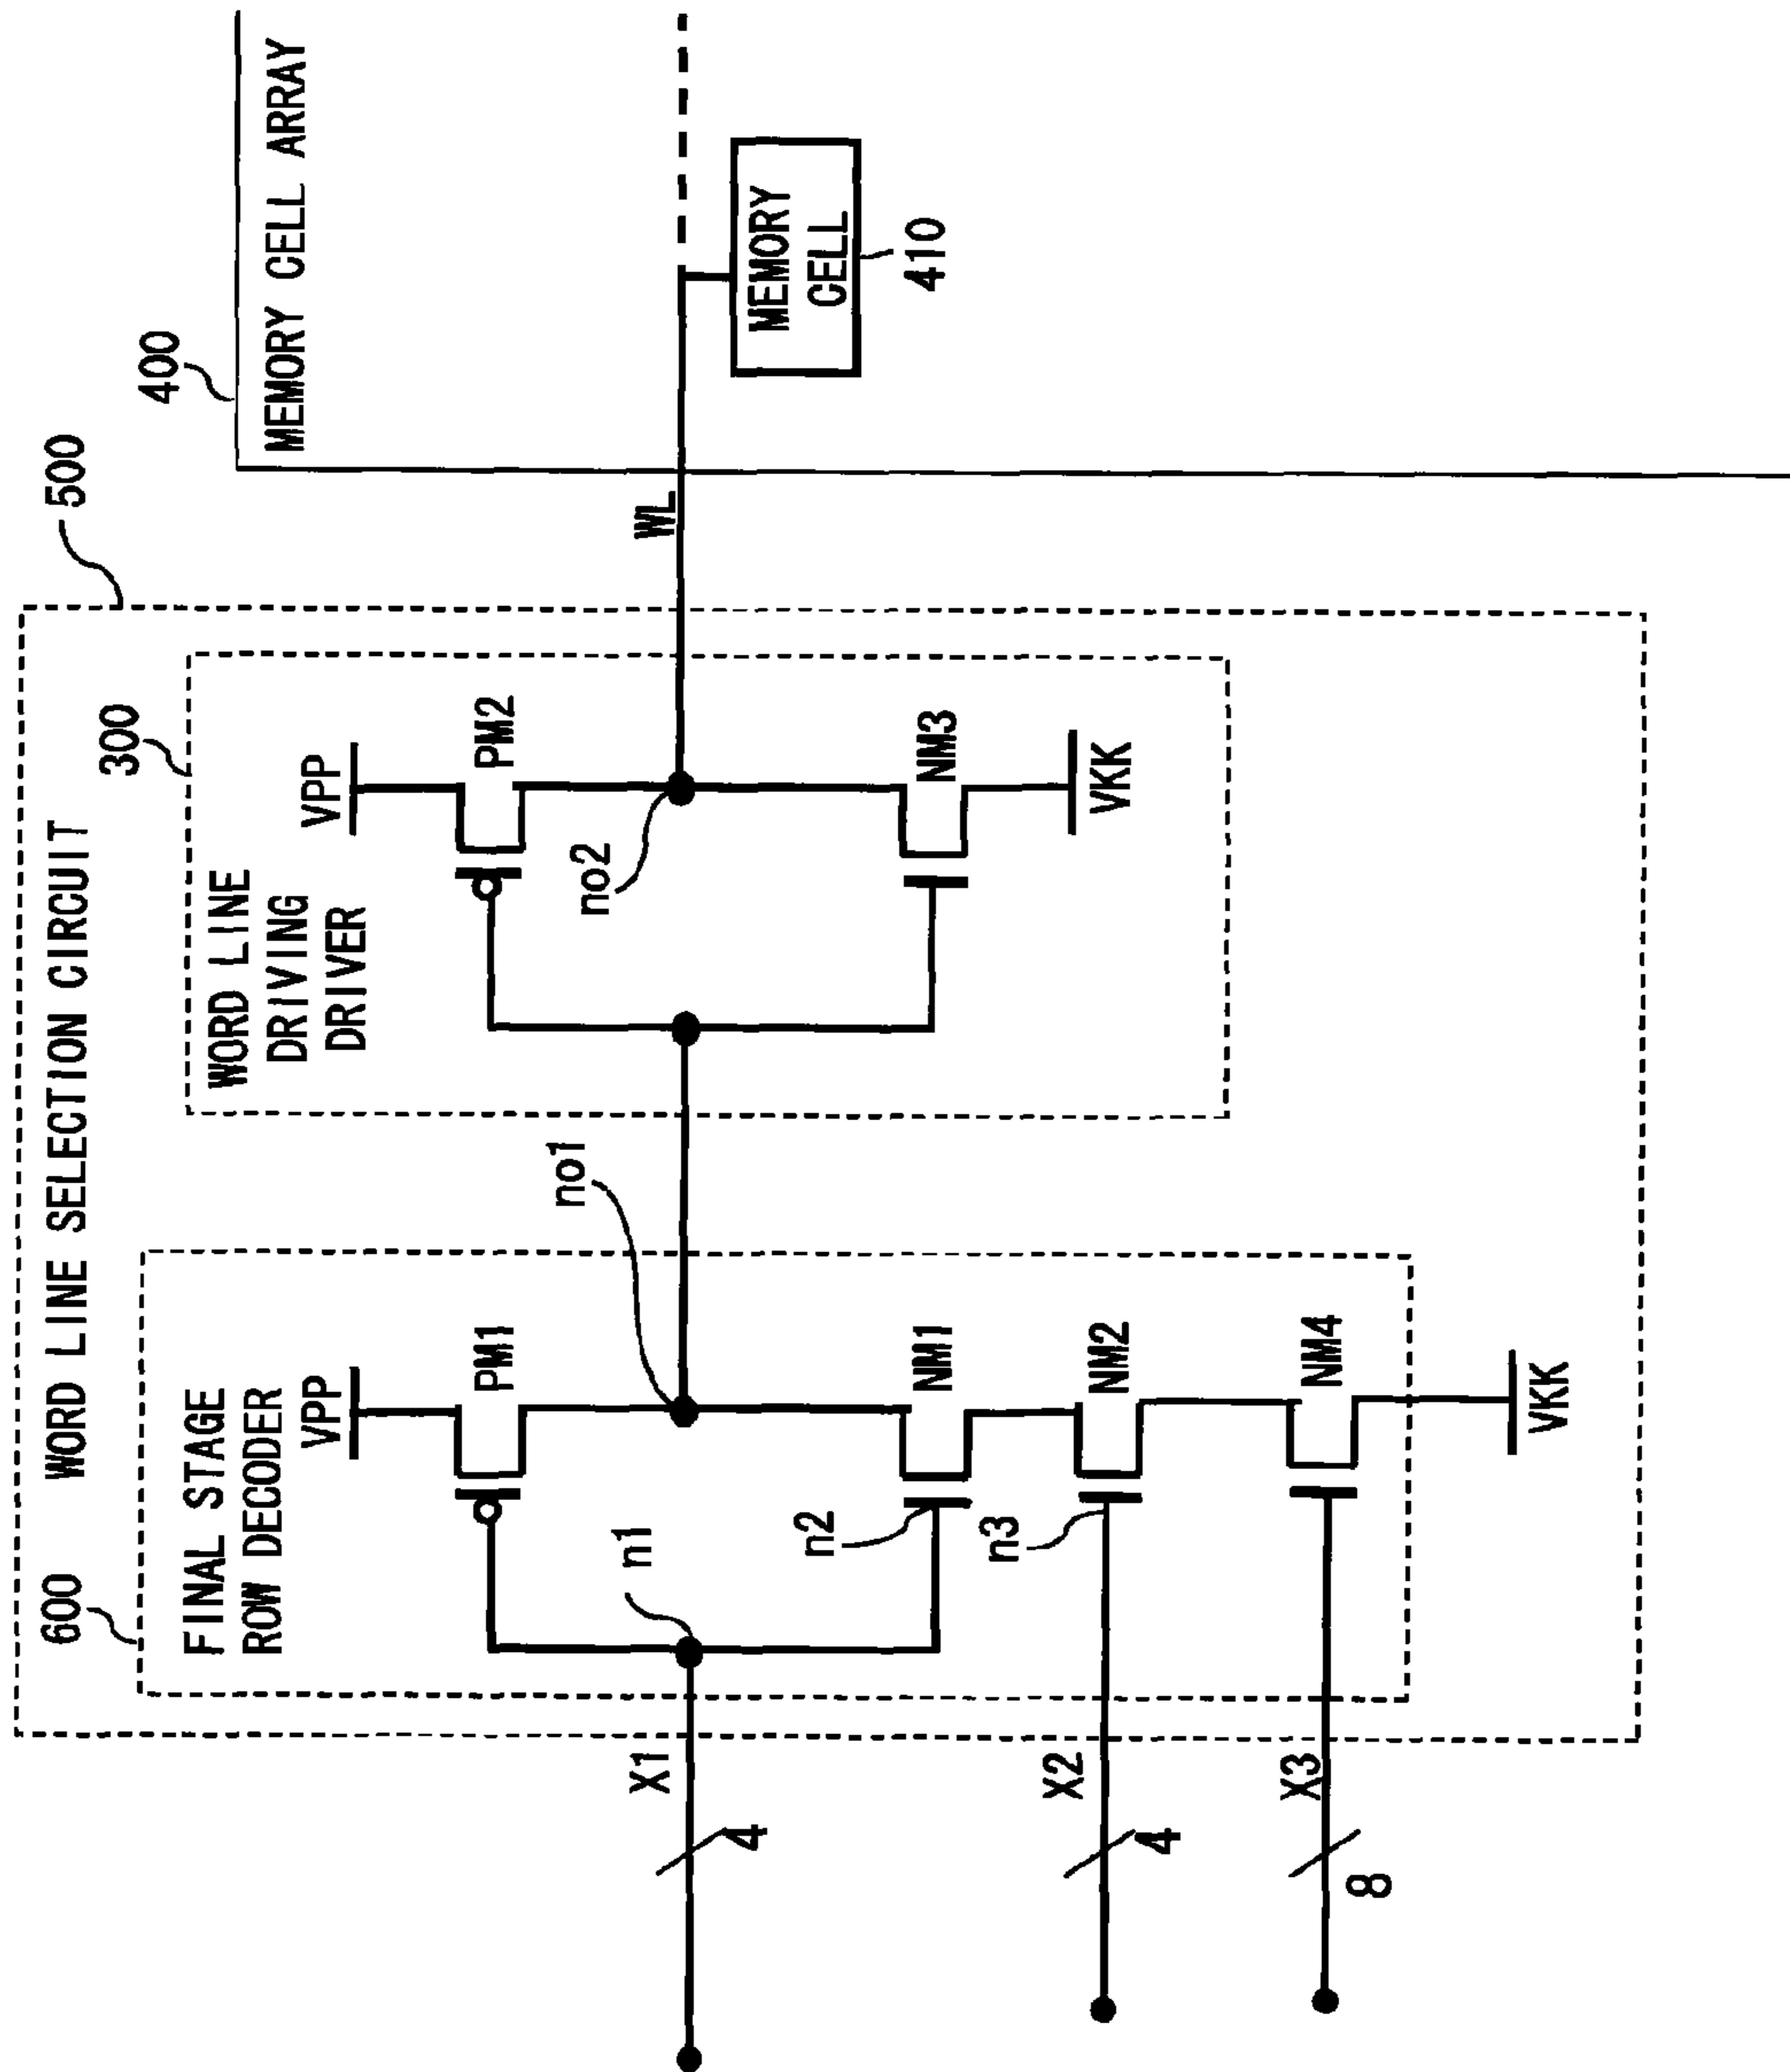 500
WORD LINE SELECTION CIRCUIT
600
FINAL STAGE
ROW DECODER
VPP
PM1
n1
no1
n2
NM1
n3
NM2
NM4
VKK
X1
4
X2
4
X3
8
300
WORD LINE
DRIVING
DRIVER
VPP
PM2
no2
NM3
VKK
WL
400
MEMORY CELL ARRAY
MEMORY
CELL
410